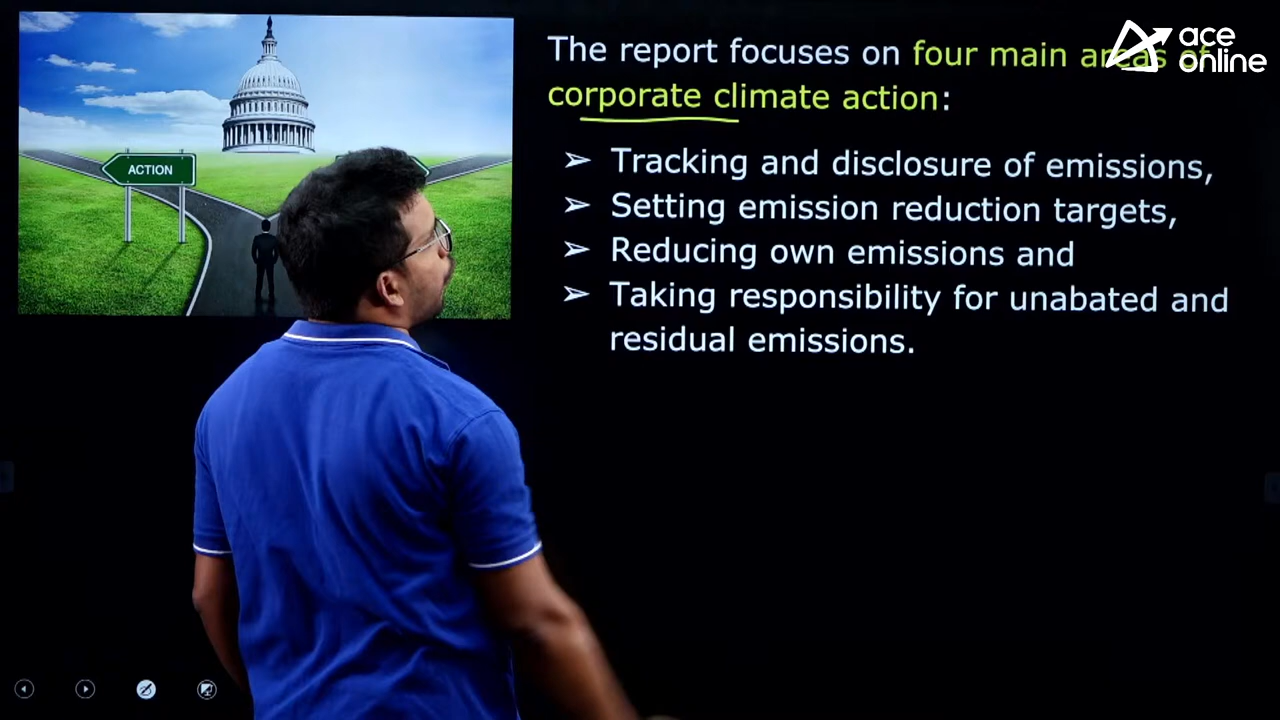 ACTION
The report focuses on four main areas of
corporate climate action:
➢ Tracking and disclosure of emissions,
➢ Setting emission reduction targets,
➢ Reducing own emissions and
➢ Taking responsibility for unabated and
residual emissions.
ace
online